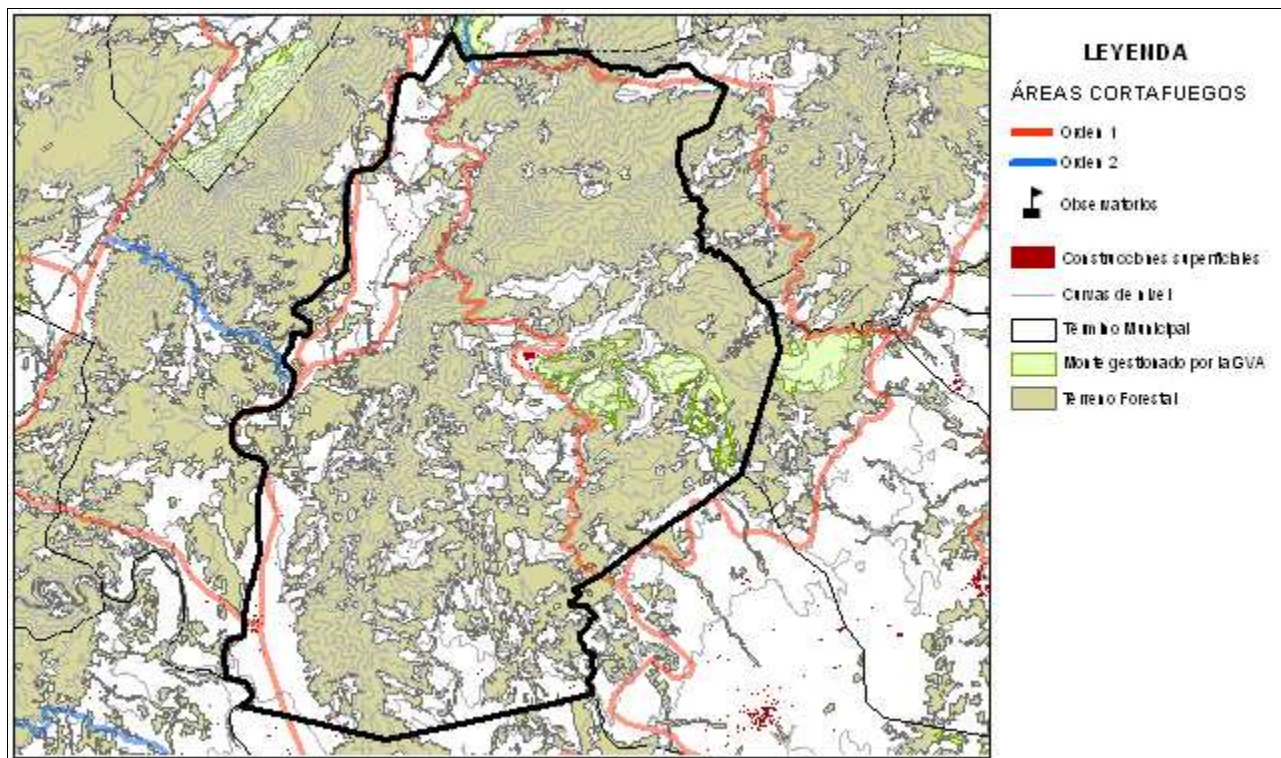 LEYENDA
ÁREAS CORTAFUEGOS
Orden 1
Orden 2
Observatorios
Construcciones superficiales
Curvas de nivel
Término Municipal
Monte gestionado por la GVA
Terreno Forestal